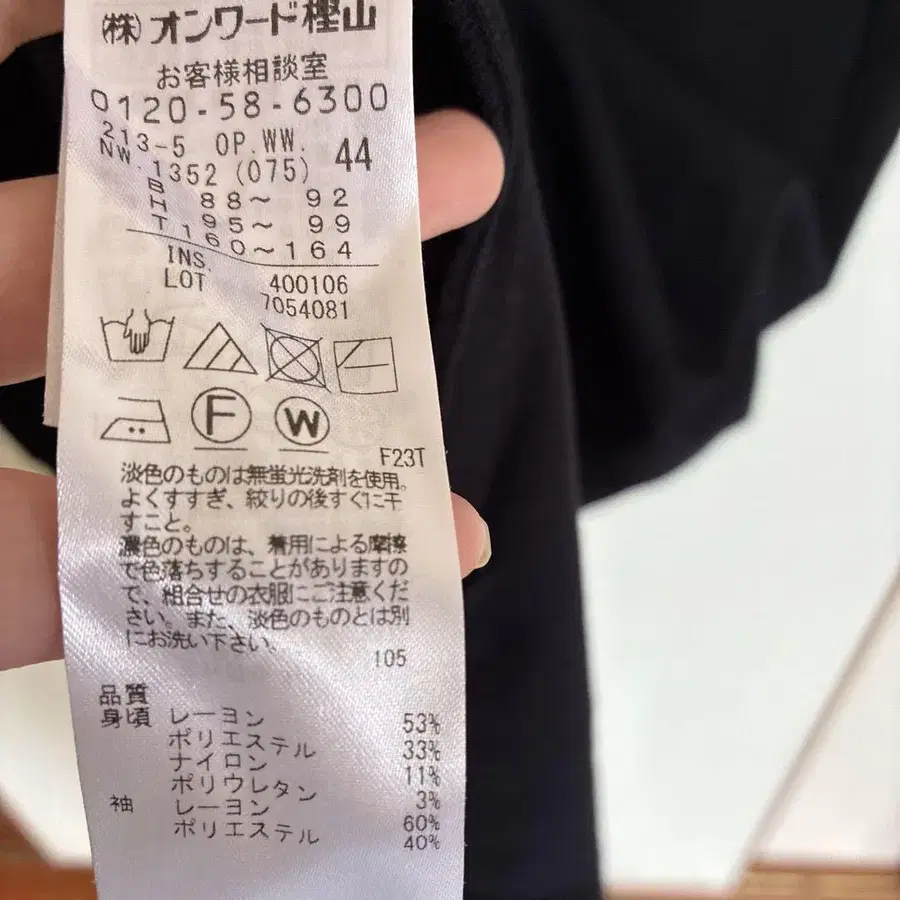 (株)オンワード樫山
お客様相談室
0120-58-6300
213-5 OP.WW. 44
NW.1352 (075)
B 88～ 92
H 95～ 99
T 160～164
INS. 400106
LOT 7054081
F W
F23T
淡色のものは無蛍光洗剤を使用。
よくすすぎ、絞りの後すぐに干
すこと。
濃色のものは、着用による摩擦
で色落ちすることがありますの
で、組合せの衣服にご注意くだ
さい。また、淡色のものとは別
にお洗い下さい。
105
品質
身頃 レーヨン 53%
ポリエステル 33%
ナイロン 11%
ポリウレタン 3%
袖 レーヨン 60%
ポリエステル 40%